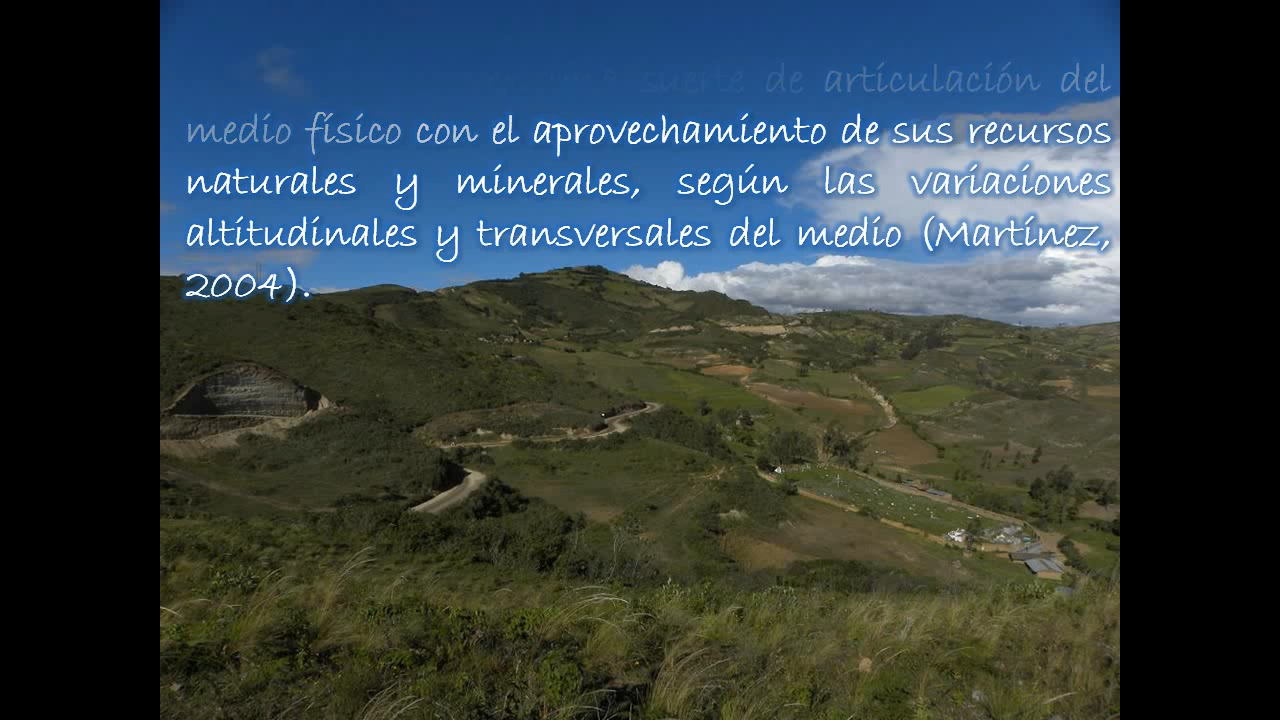 suerte de articulación del
medio físico con el aprovechamiento de sus recursos
naturales y minerales, según las variaciones
altitudinales y transversales del medio (Martínez,
2004).